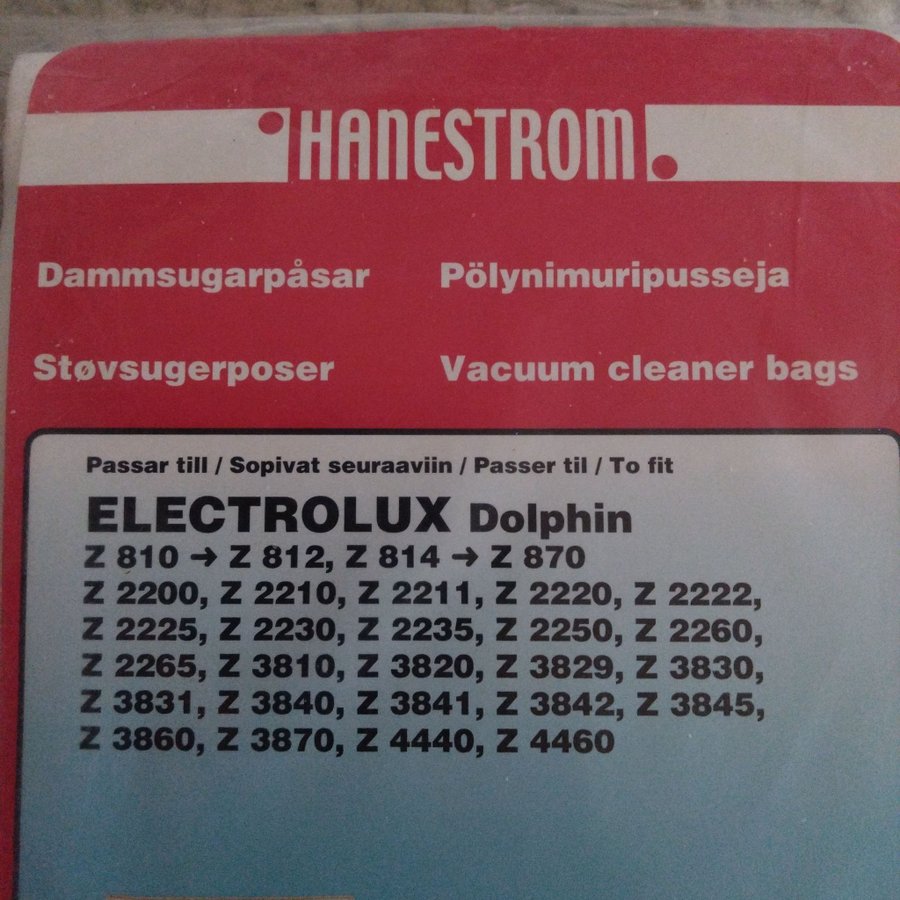 HANESTROM
Dammsugarpåsar Pölynimuripusseja
Støvsugerposer Vacuum cleaner bags
Passar till / Sopivat seuraaviin / Passer til / To fit
ELECTROLUX Dolphin
Z 810 → Z 812, Z 814 → Z 870
Z 2200, Z 2210, Z 2211, Z 2220, Z 2222,
Z 2225, Z 2230, Z 2235, Z 2250, Z 2260,
Z 2265, Z 3810, Z 3820, Z 3829, Z 3830,
Z 3831, Z 3840, Z 3841, Z 3842, Z 3845,
Z 3860, Z 3870, Z 4440, Z 4460